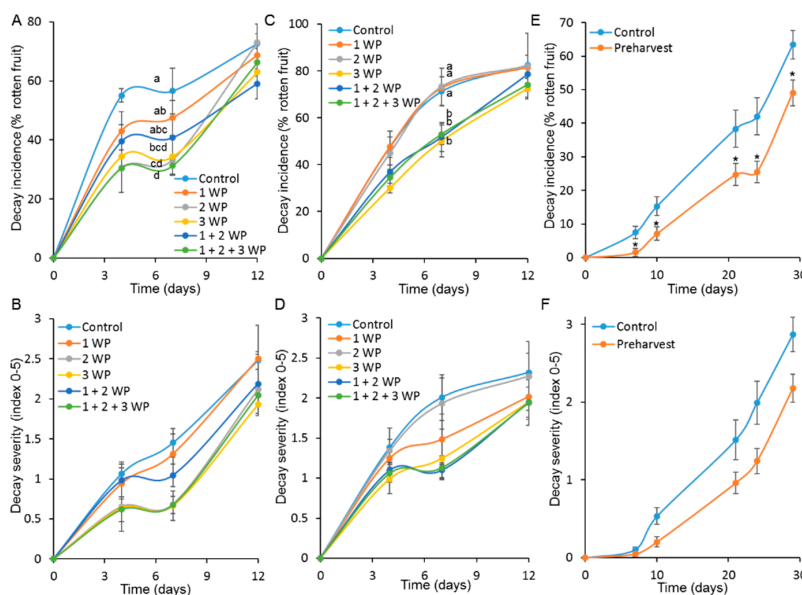 A
Decay incidence (% rotten fruit)
80
60
40
20
0
a
ab
abc
bcd
cd
d
Control
1 WP
2 WP
3 WP
1 + 2 WP
1 + 2 + 3 WP
0
4
8
12
Time (days)
C
Decay incidence (% rotten fruit)
100
80
60
40
20
0
Control
1 WP
2 WP
3 WP
1 + 2 WP
1 + 2 + 3 WP
a
a
a
b
b
b
0
3
6
9
12
Time (days)
E
Decay incidence (% rotten fruit)
70
60
50
40
30
20
10
0
Control
Preharvest
*
*
*
*
*
0
10
20
30
Time (days)
B
Decay severity (index 0-5)
3
2.5
2
1.5
1
0.5
0
Control
1 WP
2 WP
3 WP
1 + 2 WP
1 + 2 + 3 WP
0
3
6
9
12
Time (days)
D
Decay severity (index 0-5)
3
2.5
2
1.5
1
0.5
0
Control
1 WP
2 WP
3 WP
1 + 2 WP
1 + 2 + 3 WP
0
3
6
9
12
Time (days)
F
Decay severity (index 0-5)
3
2
1
0
Control
Preharvest
0
10
20
30
Time (days)